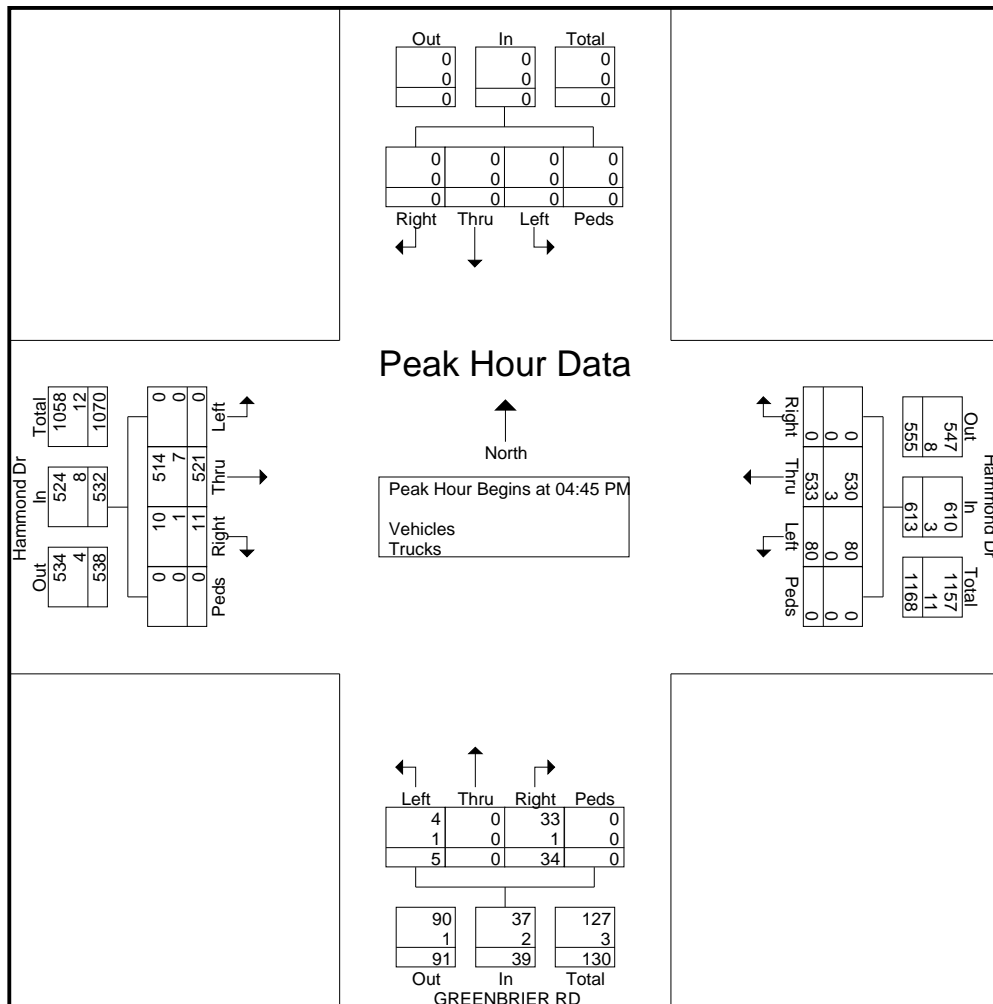 Out In Total
0 0 0
0 0 0
0 0 0
0 0 0 0
0 0 0 0
0 0 0 0
Right Thru Left Peds
Peak Hour Data
North
Peak Hour Begins at 04:45 PM
Vehicles
Trucks
Hammond Dr
Out In Total
534 524 1058
4 8 12
538 532 1070
0 10 514 0
0 1 7 0
0 11 521 0
Peds Right Thru Left
Hammond Dr
Out In Total
547 610 1157
8 3 11
555 613 1168
0 530 80 0
0 3 0 0
0 533 80 0
Right Thru Left Peds
Left Thru Right Peds
4 0 33 0
1 0 1 0
5 0 34 0
90 37 127
1 2 3
91 39 130
Out In Total
GREENBRIER RD